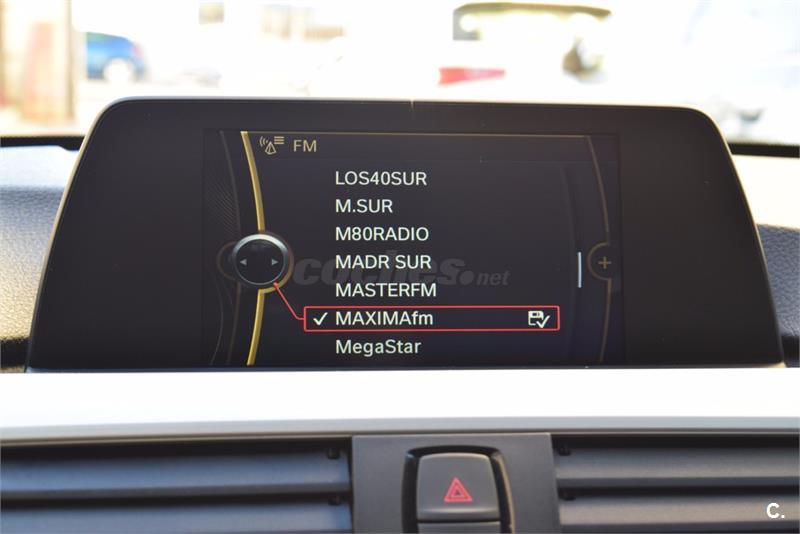 FM
LOS40SUR
M.SUR
M80RADIO
MADR SUR
coches.net
MASTERFM
MAXIMAfm
MegaStar
C.